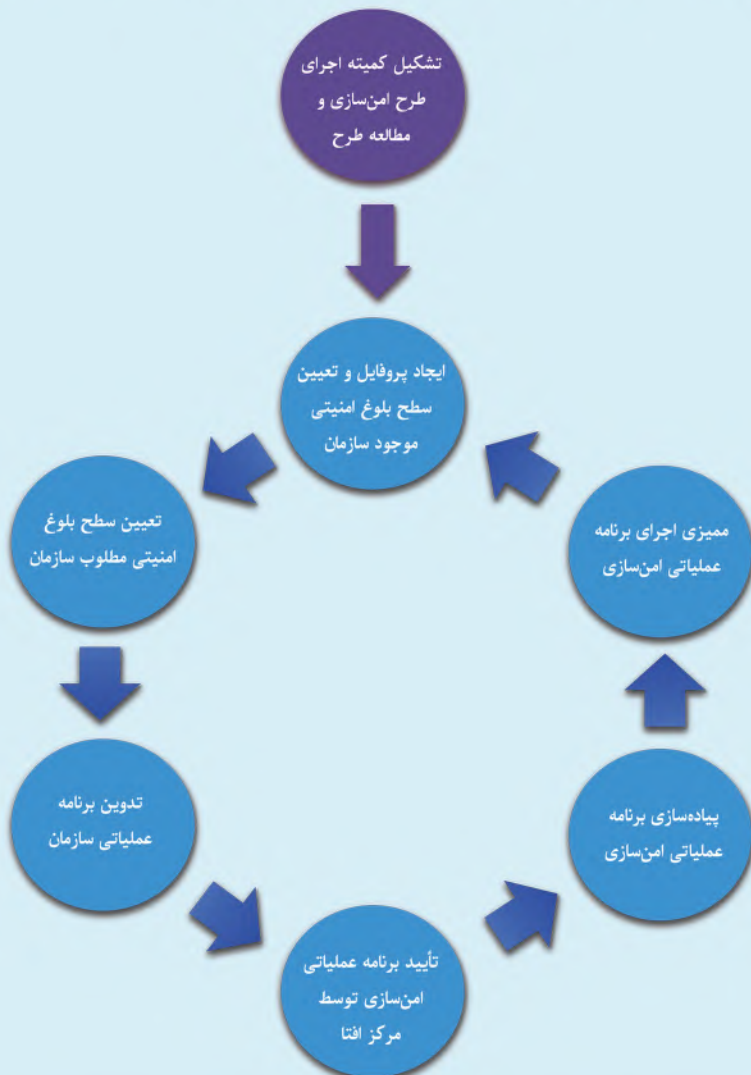 تشکیل کمیته اجرای
طرح امن‌سازی و
مطالعه طرح
ایجاد پروفایل و تعیین
سطح بلوغ امنیتی
موجود سازمان
تعیین سطح بلوغ
امنیتی مطلوب سازمان
تدوین برنامه
عملیاتی سازمان
تأیید برنامه عملیاتی
امن‌سازی توسط
مرکز افتا
پیاده‌سازی برنامه
عملیاتی امن‌سازی
ممیزی اجرای برنامه
عملیاتی امن‌سازی